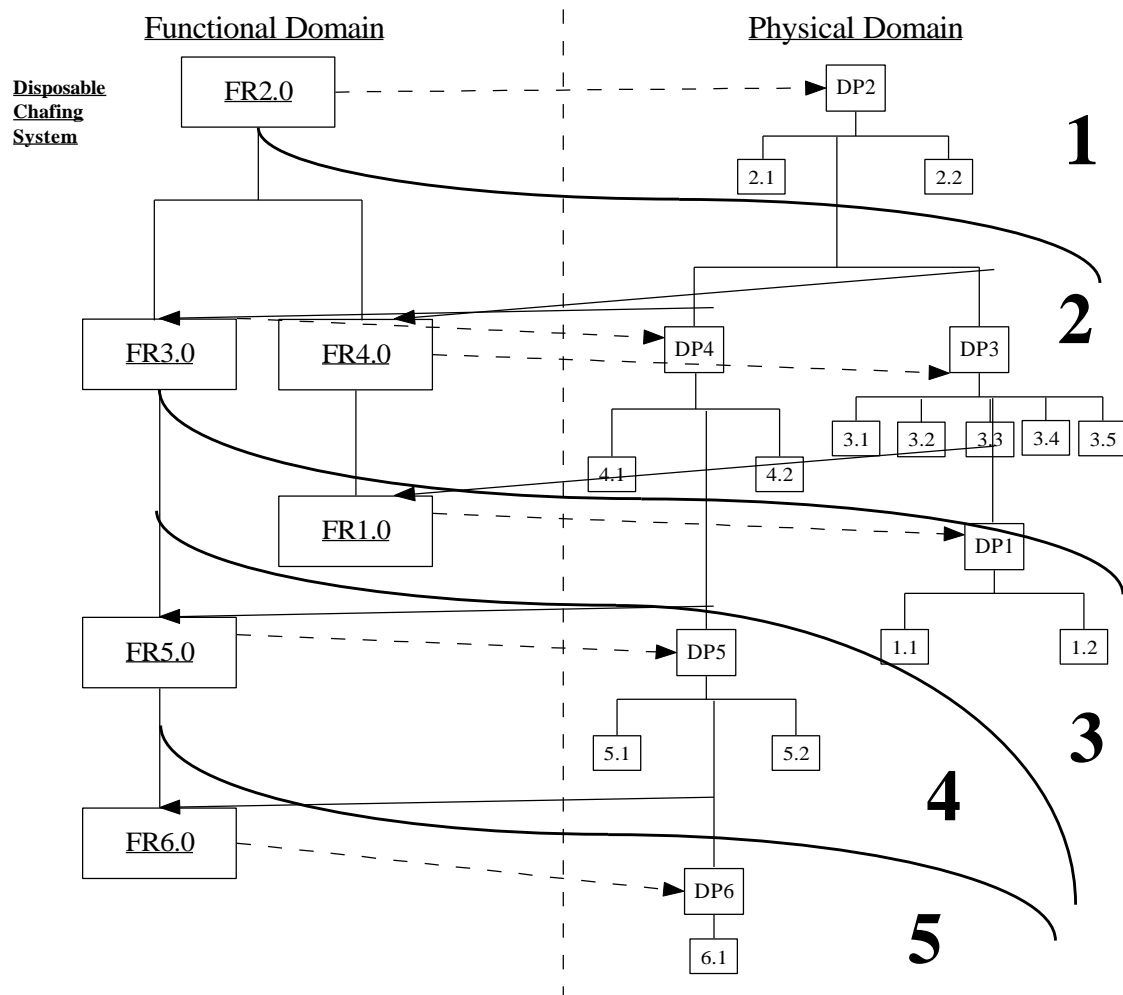 Functional Domain
Physical Domain
Disposable
Chafing
System
FR2.0
DP2
1
2.1
2.2
2
FR3.0
FR4.0
DP4
DP3
3.1
3.2
3.3
3.4
3.5
4.1
4.2
FR1.0
DP1
FR5.0
DP5
1.1
1.2
3
5.1
5.2
4
FR6.0
DP6
5
6.1